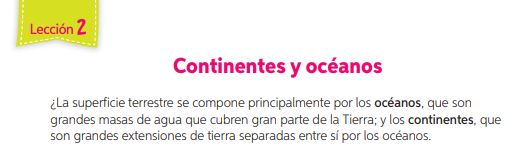 Lección 2
Continentes y océanos
¿La superficie terrestre se compone principalmente por los océanos, que son
grandes masas de agua que cubren gran parte de la Tierra; y los continentes, que
son grandes extensiones de tierra separadas entre sí por los océanos.